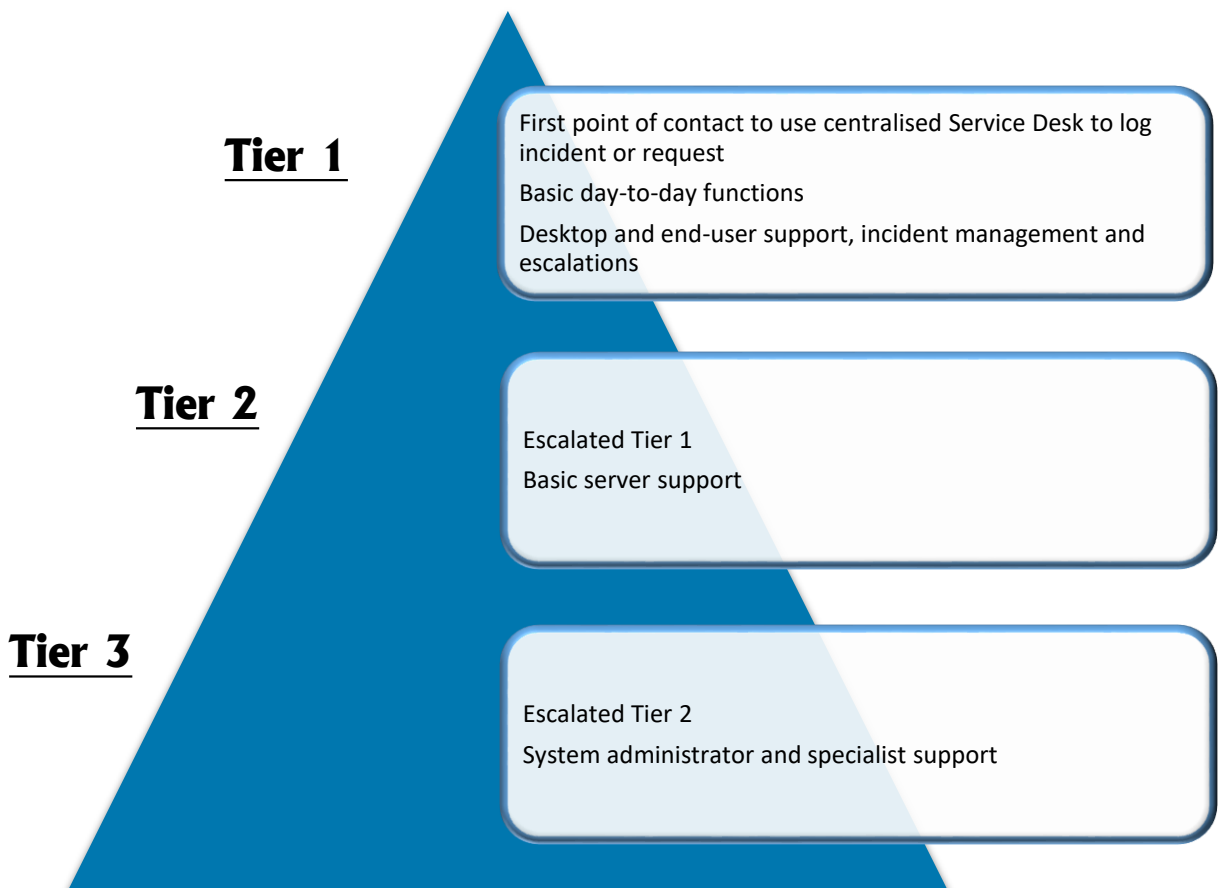 Tier 1
First point of contact to use centralised Service Desk to log
incident or request
Basic day-to-day functions
Desktop and end-user support, incident management and
escalations
Tier 2
Escalated Tier 1
Basic server support
Tier 3
Escalated Tier 2
System administrator and specialist support